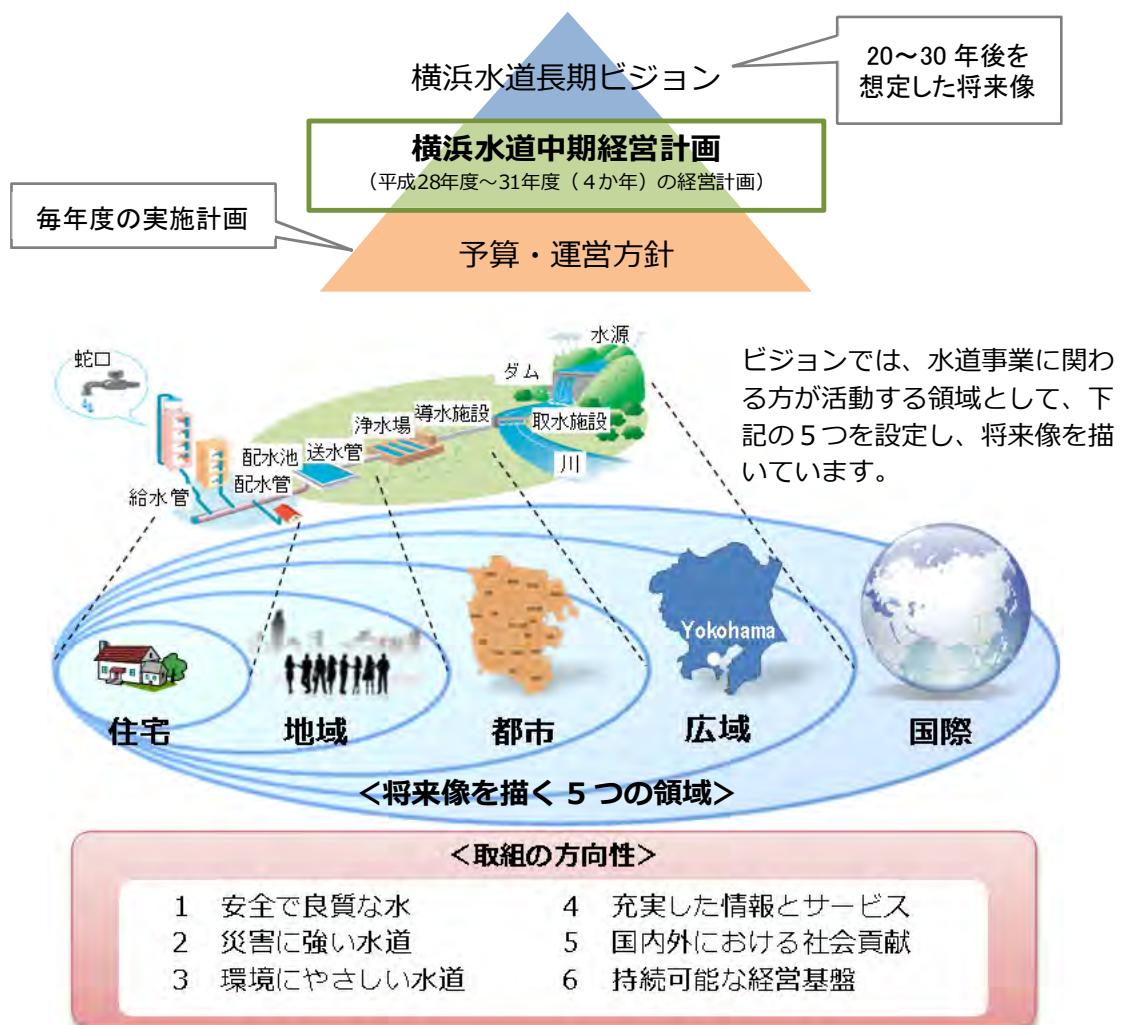 横浜水道長期ビジョン
20～30 年後を
想定した将来像
横浜水道中期経営計画
（平成28年度～31年度（４か年）の経営計画）
毎年度の実施計画
予算・運営方針
蛇口
水源
ダム
導水施設
取水施設
浄水場
川
送水管
配水池
配水管
給水管
ビジョンでは、水道事業に関わ
る方が活動する領域として、下
記の５つを設定し、将来像を描
いています。
Yokohama
住宅
地域
都市
広域
国際
＜将来像を描く 5 つの領域＞
＜取組の方向性＞
1 安全で良質な水
2 災害に強い水道
3 環境にやさしい水道
4 充実した情報とサービス
5 国内外における社会貢献
6 持続可能な経営基盤